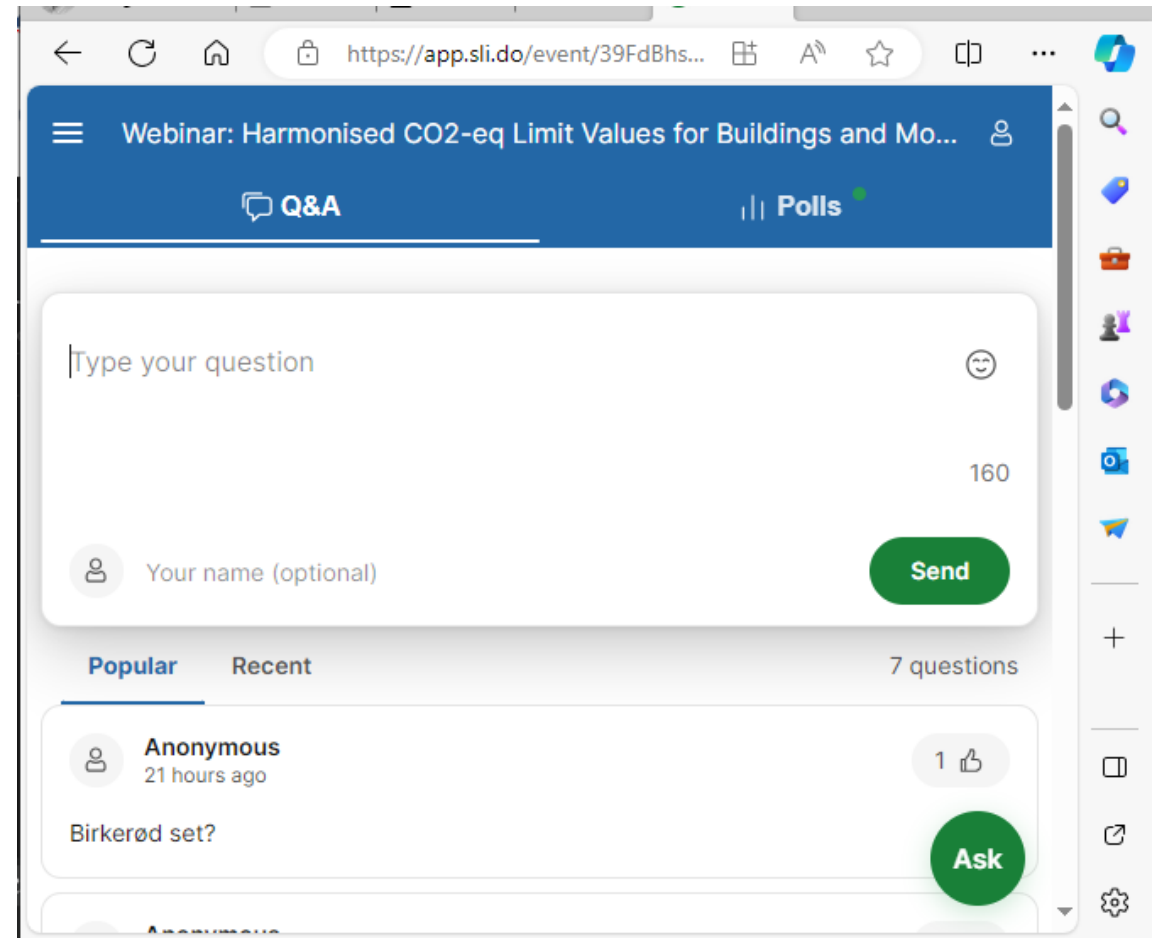 https://app.sli.do/event/39FdBhs...
Webinar: Harmonised CO2-eq Limit Values for Buildings and Mo...
Q&A
Polls
Type your question
160
Your name (optional)
Send
Popular
Recent
7 questions
Anonymous
1
21 hours ago
Birkerød set?
Ask